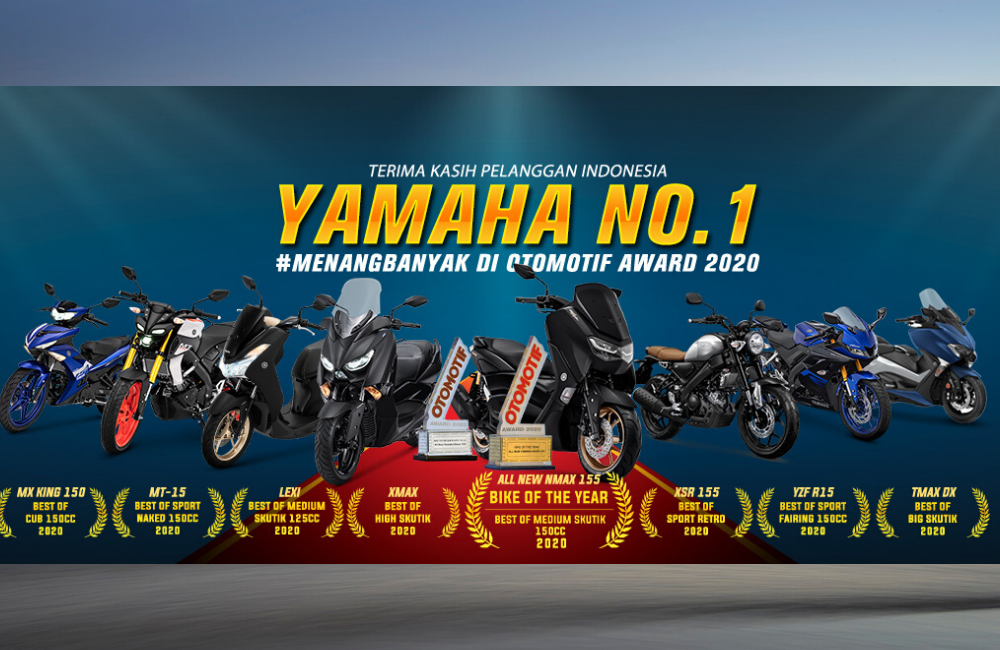 TERIMA KASIH PELANGGAN INDONESIA
YAMAHA NO.1
#MENANGBANYAK DI OTOMOTIF AWARD 2020
OTOMOTIF
AWARD 2020
OTOMOTIF
AWARD 2020
MX KING 150
BEST OF
CUB 150CC
2020
MT-15
BEST OF SPORT
NAKED 150CC
2020
LEXI
BEST OF MEDIUM
SKUTIK 125CC
2020
XMAX
BEST OF
HIGH SKUTIK
2020
ALL NEW NMAX 155
BIKE OF THE YEAR
BEST OF MEDIUM SKUTIK
150CC
2020
XSR 155
BEST OF
SPORT RETRO
2020
YZF R15
BEST OF SPORT
FAIRING 150CC
2020
TMAX DX
BEST OF
BIG SKUTIK
2020